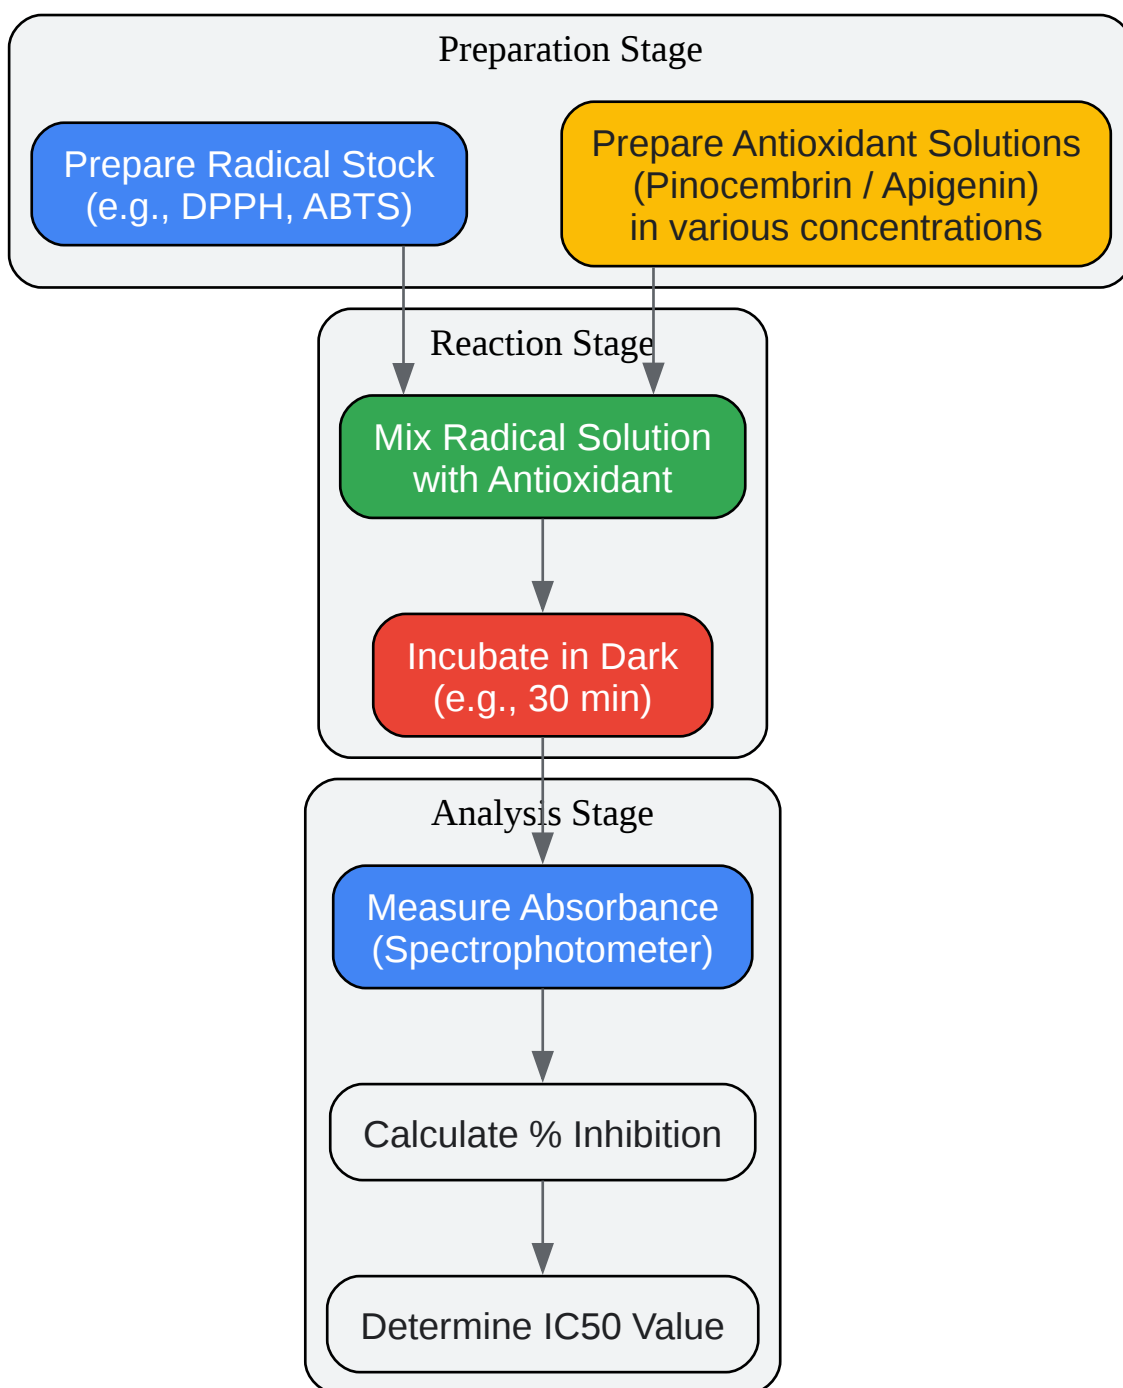 Preparation Stage
Prepare Radical Stock
(e.g., DPPH, ABTS)
Prepare Antioxidant Solutions
(Pinocembrin / Apigenin)
in various concentrations
Reaction Stage
Mix Radical Solution
with Antioxidant
Incubate in Dark
(e.g., 30 min)
Analysis Stage
Measure Absorbance
(Spectrophotometer)
Calculate % Inhibition
Determine IC50 Value